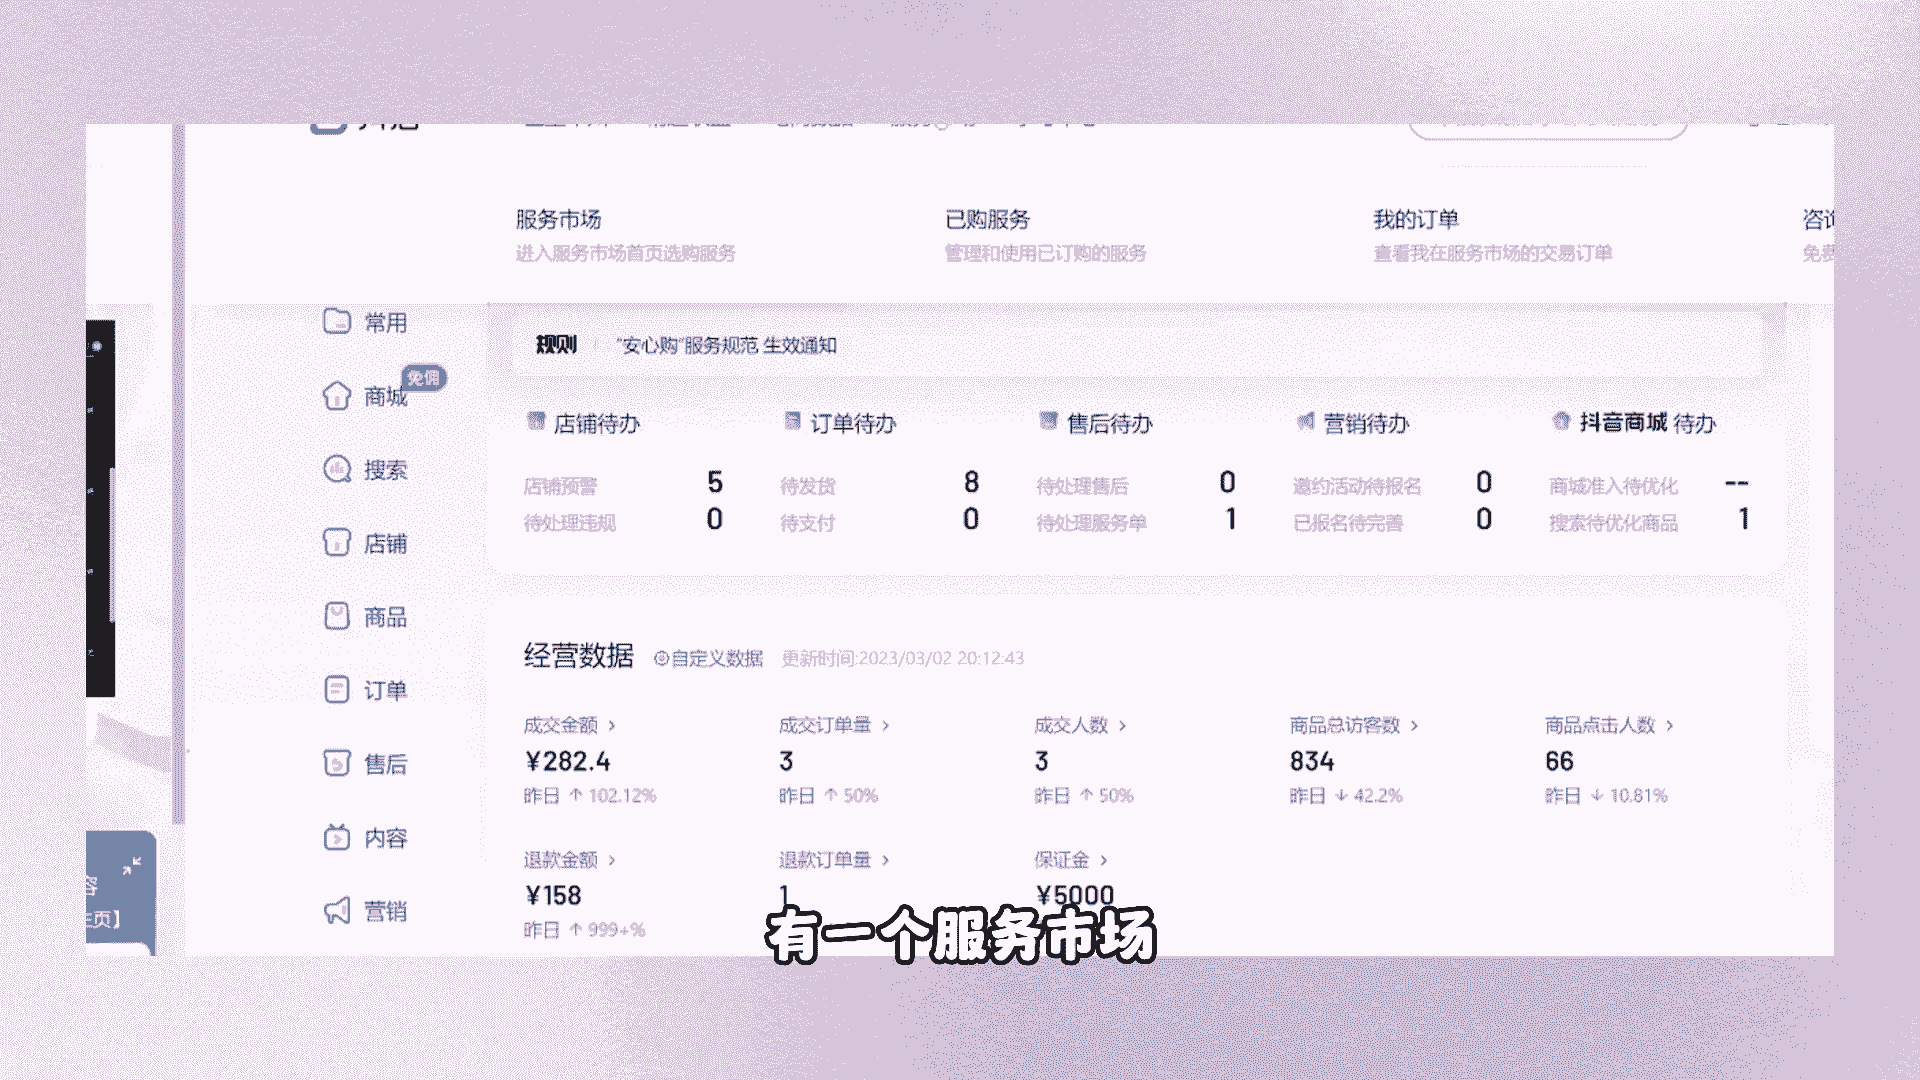 服务市场 已购服务 我的订单 咨询
进入服务市场首页选购服务 管理和使用已订购的服务 查看我在服务市场的交易订单 免费
常用
规则 “安心购”服务规范 生效通知
免佣
商城
店铺待办 订单待办 售后待办 营销待办 抖音商城 待办
搜索
店铺预警 5 待发货 8 待处理售后 0 邀约活动待报名 0 商城准入待优化 --
待处理违规 0 待支付 0 待处理服务单 1 已报名待完善 0 搜索待优化商品 1
店铺
商品
经营数据 自定义数据 更新时间:2023/03/02 20:12:43
订单
成交金额 > 成交订单量 > 成交人数 > 商品总访客数 > 商品点击人数 >
¥282.4 3 3 834 66
昨日 ↑ 102.12% 昨日 ↑ 50% 昨日 ↑ 50% 昨日 ↓ 42.2% 昨日 ↓ 10.81%
售后
内容
退款金额 > 退款订单量 > 保证金 >
¥158 1 ¥5000
昨日 ↑ 999+%
营销
容
主页】
有一个服务市场